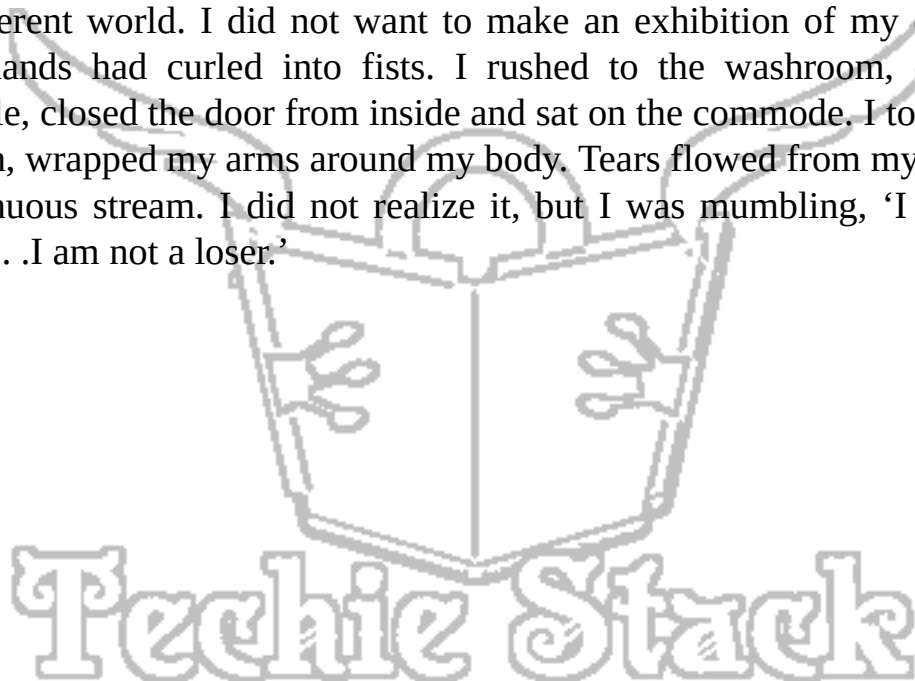 erent world. I did not want to make an exhibition of my
ands had curled into fists. I rushed to the washroom,
le, closed the door from inside and sat on the commode. I to
, wrapped my arms around my body. Tears flowed from my
nuous stream. I did not realize it, but I was mumbling, ‘I
. .I am not a loser.’
Techie Stack